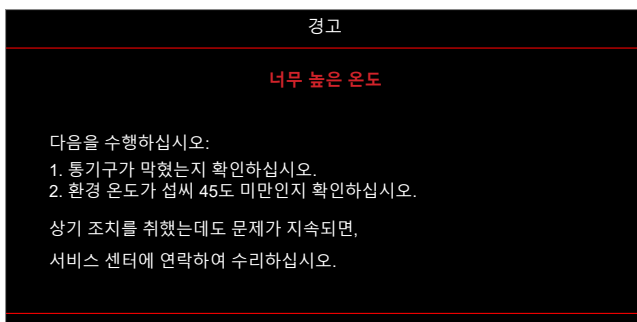 경고
너무 높은 온도
다음을 수행하십시오:
1. 통기구가 막혔는지 확인하십시오.
2. 환경 온도가 섭씨 45도 미만인지 확인하십시오.
상기 조치를 취했는데도 문제가 지속되면,
서비스 센터에 연락하여 수리하십시오.